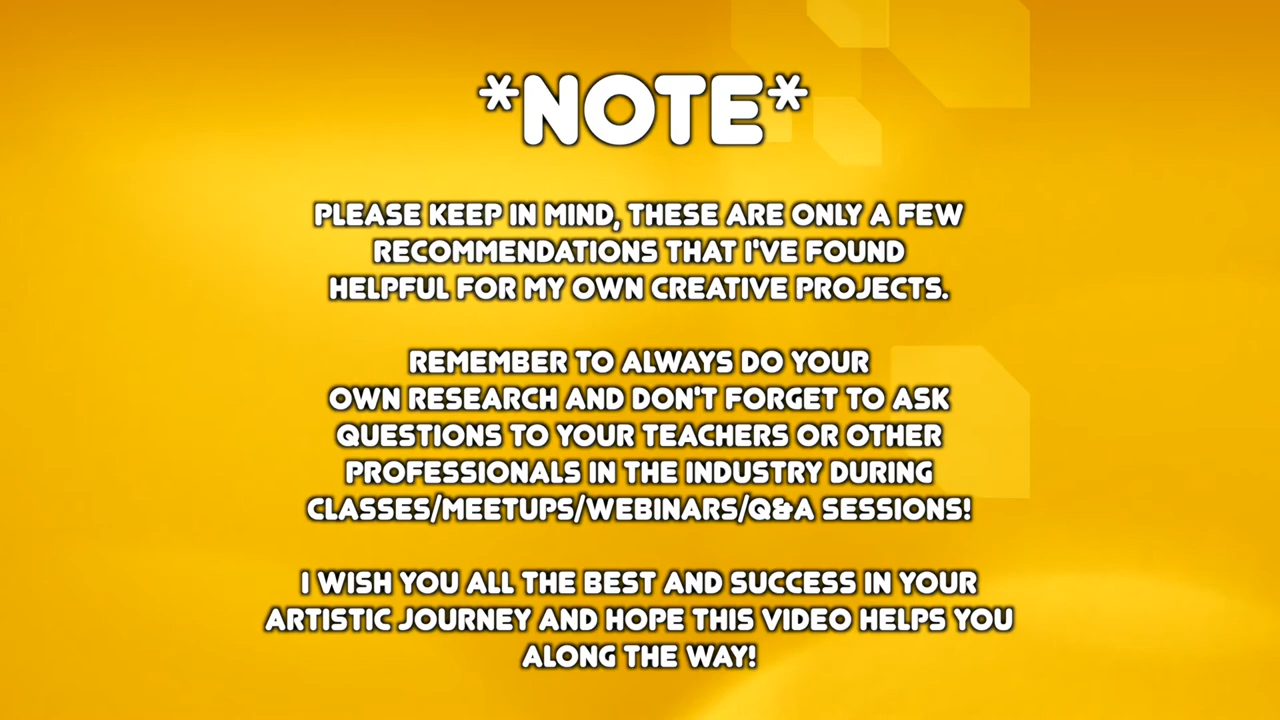 *NOTE*
PLEASE KEEP IN MIND, THESE ARE ONLY A FEW
RECOMMENDATIONS THAT I'VE FOUND
HELPFUL FOR MY OWN CREATIVE PROJECTS.
REMEMBER TO ALWAYS DO YOUR
OWN RESEARCH AND DON'T FORGET TO ASK
QUESTIONS TO YOUR TEACHERS OR OTHER
PROFESSIONALS IN THE INDUSTRY DURING
CLASSES/MEETUPS/WEBINARS/Q&A SESSIONS!
I WISH YOU ALL THE BEST AND SUCCESS IN YOUR
ARTISTIC JOURNEY AND HOPE THIS VIDEO HELPS YOU
ALONG THE WAY!